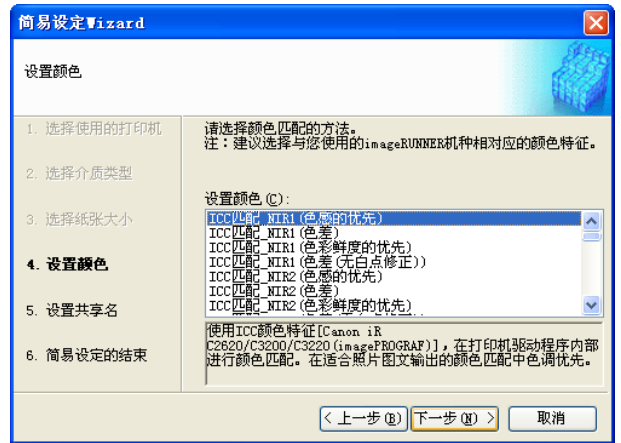 简易设定Wizard
设置颜色
1. 选择使用的打印机
2. 选择介质类型
3. 选择纸张大小
4. 设置颜色
5. 设置共享名
6. 简易设定的结束
请选择颜色匹配的方法。
注：建议选择与您使用的imageRUNNER机种相对应的颜色特征。
设置颜色(C):
ICC匹配_NIR1(色感的优先)
ICC匹配_NIR1(色差)
ICC匹配_NIR1(色彩鲜度的优先)
ICC匹配_NIR1(色差(无白点修正))
ICC匹配_NIR2(色感的优先)
ICC匹配_NIR2(色差)
ICC匹配_NIR2(色彩鲜度的优先)
使用ICC颜色特征[Canon iR
C2620/C3200/C3220(imagePROGRAF)]，在打印机驱动程序内部
进行颜色匹配。在适合照片图文输出的颜色匹配中色调优先。
< 上一步(B)
下一步(N) >
取消